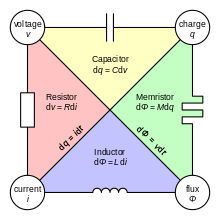 voltage
v
charge
q
Capacitor
dq = Cdv
Resistor
dv = Rdi
Memristor
dΦ = Mdq
dq = idt
dΦ = vdt
Inductor
dΦ = L di
current
i
flux
Φ